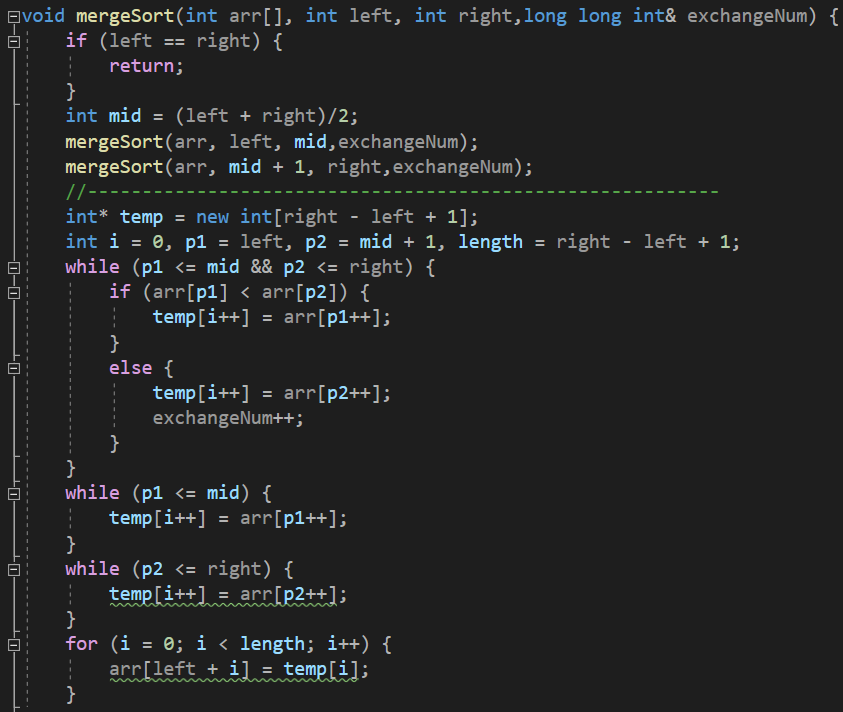 void mergeSort(int arr[], int left, int right,long long int& exchangeNum) {
    if (left == right) {
        return;
    }
    int mid = (left + right)/2;
    mergeSort(arr, left, mid,exchangeNum);
    mergeSort(arr, mid + 1, right,exchangeNum);
    //----------------------------------------------------------
    int* temp = new int[right - left + 1];
    int i = 0, p1 = left, p2 = mid + 1, length = right - left + 1;
    while (p1 <= mid && p2 <= right) {
        if (arr[p1] < arr[p2]) {
            temp[i++] = arr[p1++];
        }
        else {
            temp[i++] = arr[p2++];
            exchangeNum++;
        }
    }
    while (p1 <= mid) {
        temp[i++] = arr[p1++];
    }
    while (p2 <= right) {
        temp[i++] = arr[p2++];
    }
    for (i = 0; i < length; i++) {
        arr[left + i] = temp[i];
    }